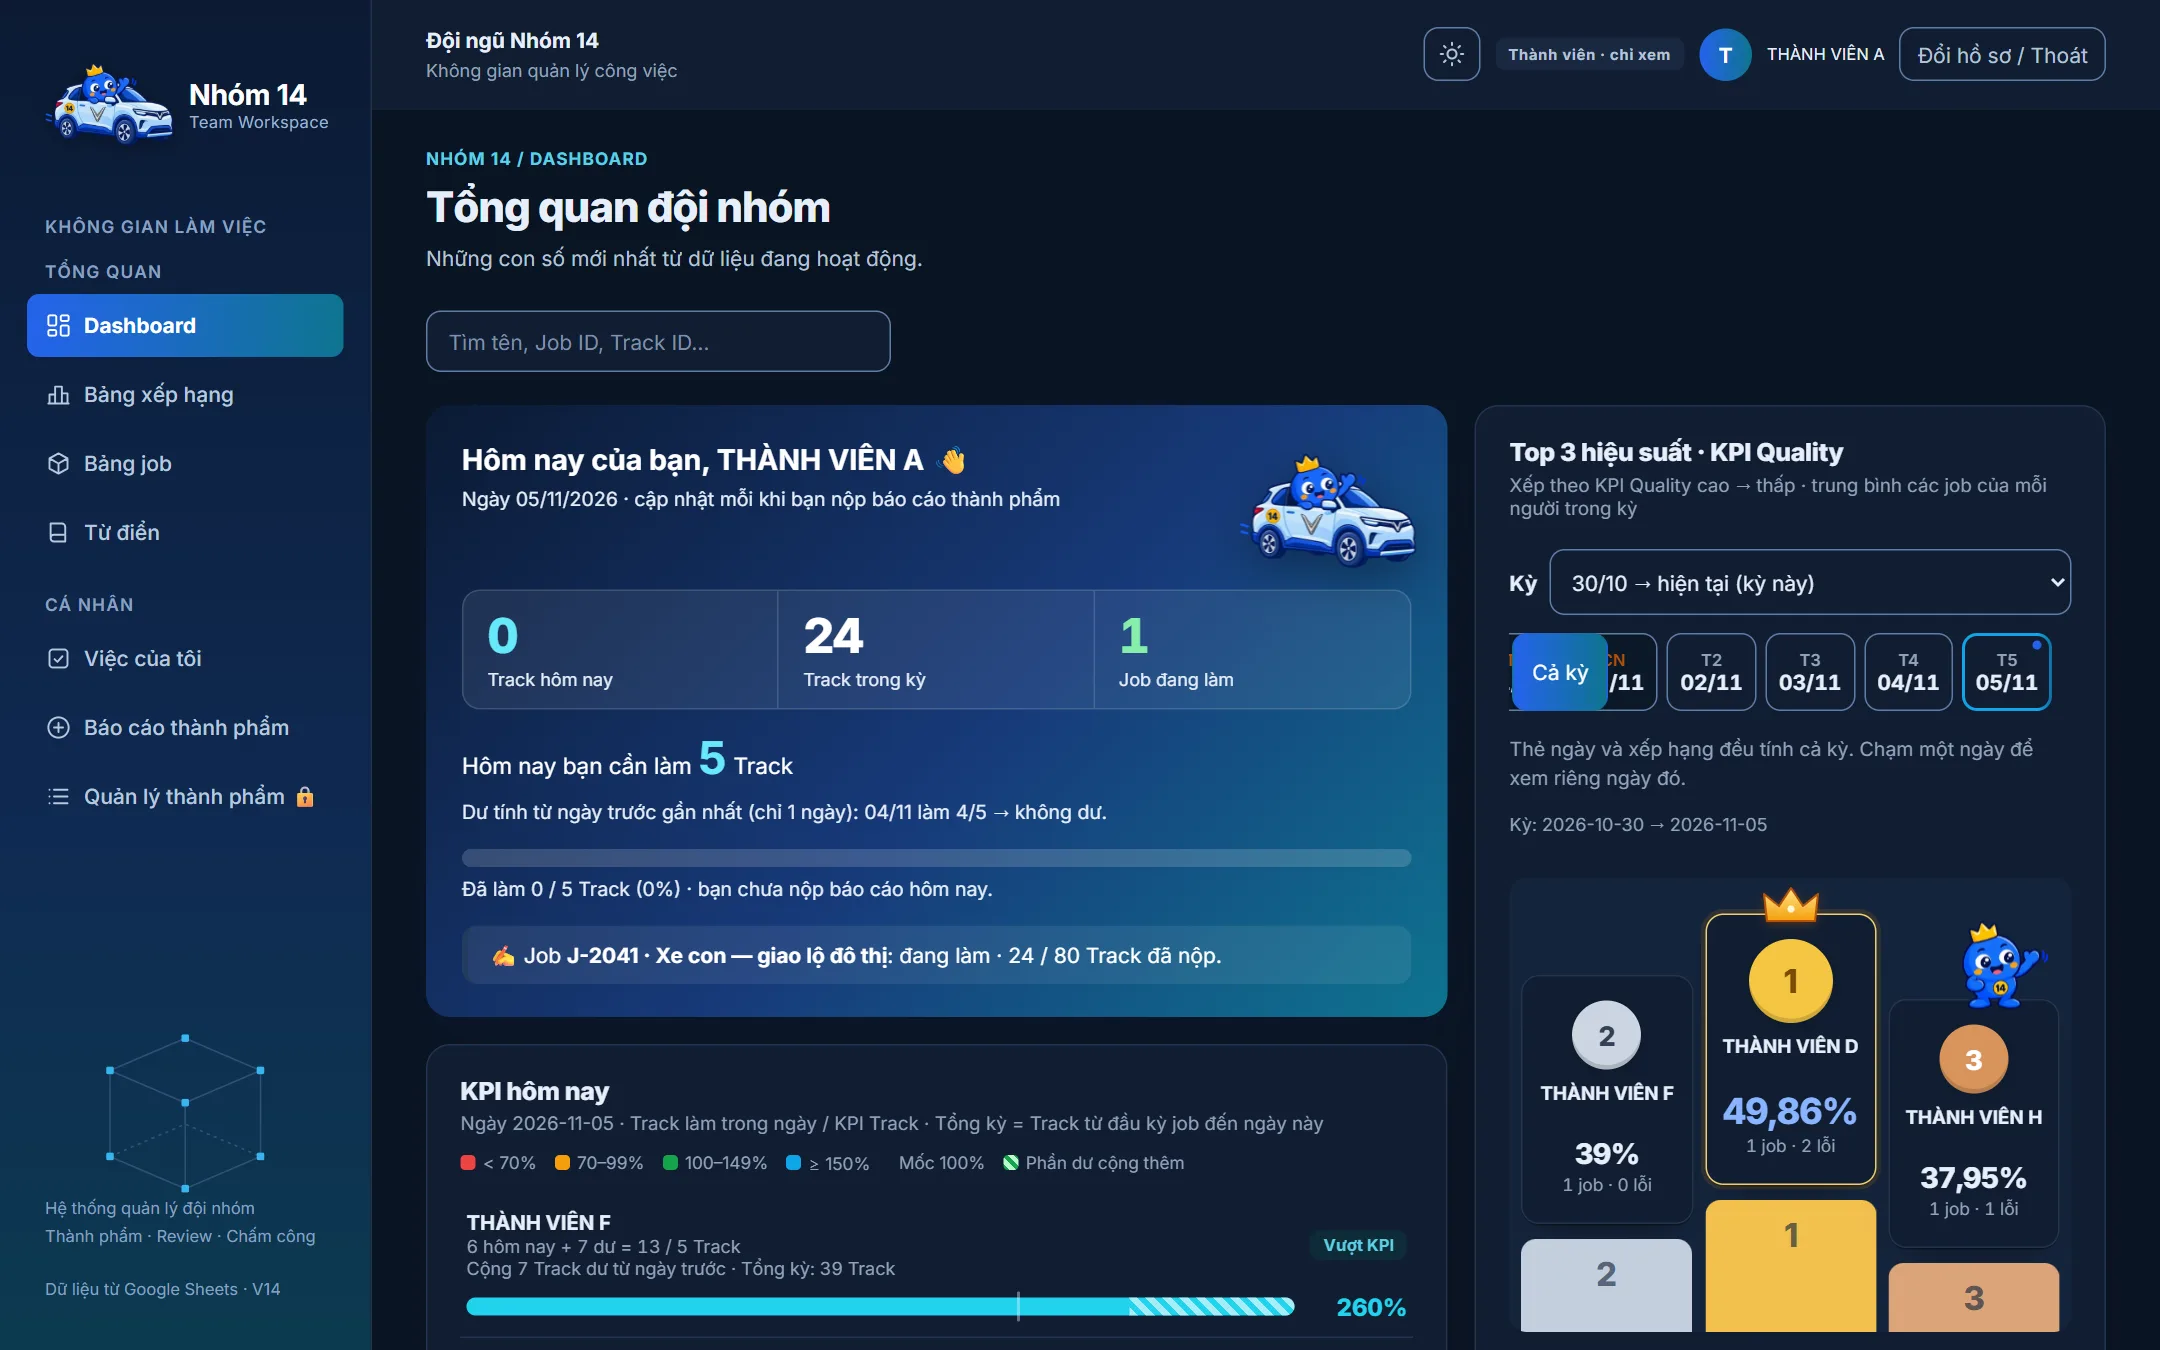 Nhóm 14
Team Workspace
KHÔNG GIAN LÀM VIỆC
TỔNG QUAN
Dashboard
Bảng xếp hạng
Bảng job
Từ điển
CÁ NHÂN
Việc của tôi
Báo cáo thành phẩm
Quản lý thành phẩm
Hệ thống quản lý đội nhóm
Thành phẩm · Review · Chấm công
Dữ liệu từ Google Sheets · V14
Đội ngũ Nhóm 14
Không gian quản lý công việc
Thành viên · chỉ xem
T
THÀNH VIÊN A
Đổi hồ sơ / Thoát
NHÓM 14 / DASHBOARD
Tổng quan đội nhóm
Những con số mới nhất từ dữ liệu đang hoạt động.
Tìm tên, Job ID, Track ID...
Hôm nay của bạn, THÀNH VIÊN A 👋
Ngày 05/11/2026 · cập nhật mỗi khi bạn nộp báo cáo thành phẩm
14
0
Track hôm nay
24
Track trong kỳ
1
Job đang làm
Hôm nay bạn cần làm 5 Track
Dư tính từ ngày trước gần nhất (chỉ 1 ngày): 04/11 làm 4/5 → không dư.
Đã làm 0 / 5 Track (0%) · bạn chưa nộp báo cáo hôm nay.
✍️ Job J-2041 · Xe con — giao lộ đô thị: đang làm · 24 / 80 Track đã nộp.
KPI hôm nay
Ngày 2026-11-05 · Track làm trong ngày / KPI Track · Tổng kỳ = Track từ đầu kỳ job đến ngày này
< 70% 70–99% 100–149% ≥ 150% Mốc 100% Phần dư cộng thêm
THÀNH VIÊN F
6 hôm nay + 7 dư = 13 / 5 Track
Cộng 7 Track dư từ ngày trước · Tổng kỳ: 39 Track
Vượt KPI
260%
Top 3 hiệu suất · KPI Quality
Xếp theo KPI Quality cao → thấp · trung bình các job của mỗi
người trong kỳ
Kỳ
30/10 → hiện tại (kỳ này)
Cả kỳ
CN
/11
T2
02/11
T3
03/11
T4
04/11
T5
05/11
Thẻ ngày và xếp hạng đều tính cả kỳ. Chạm một ngày để
xem riêng ngày đó.
Kỳ: 2026-10-30 → 2026-11-05
2
THÀNH VIÊN F
39%
1 job · 0 lỗi
2
1
THÀNH VIÊN D
49,86%
1 job · 2 lỗi
1
14
3
THÀNH VIÊN H
37,95%
1 job · 1 lỗi
3